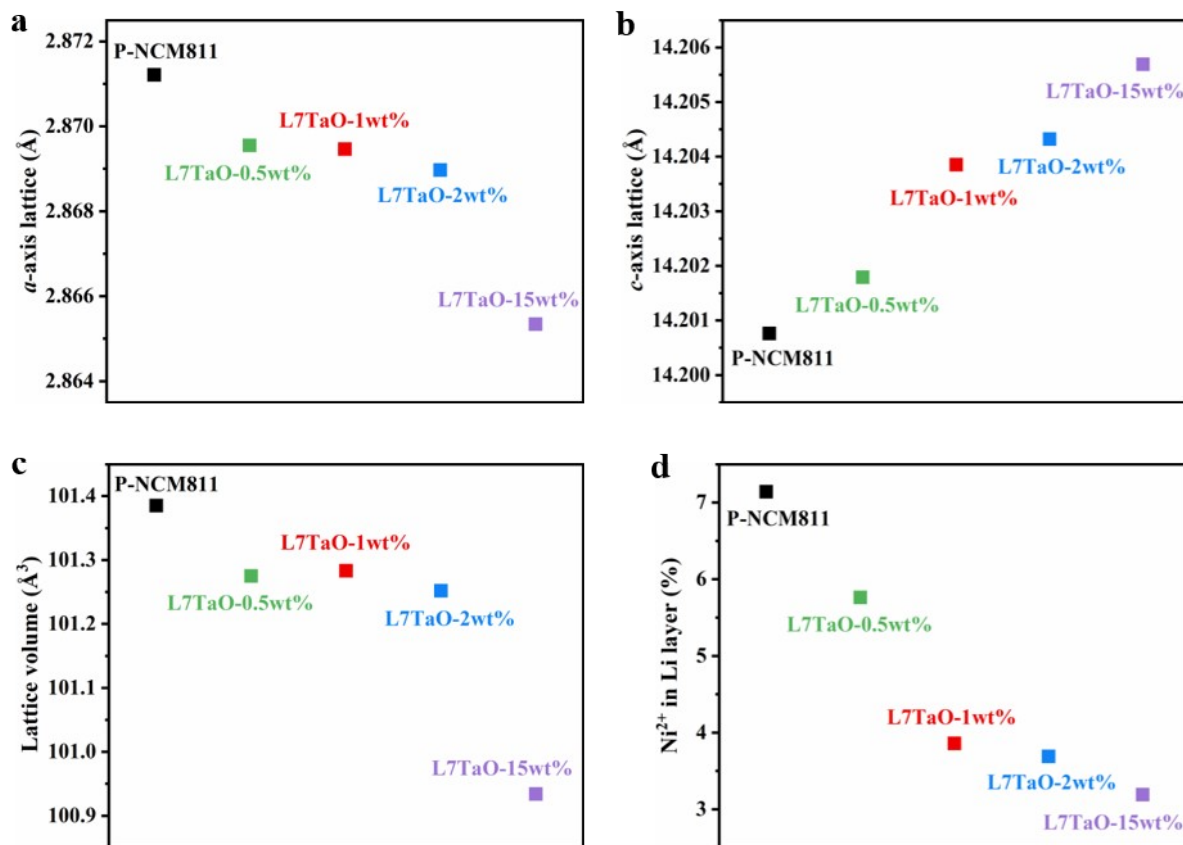 a
2.872
2.870
2.868
2.866
2.864
a-axis lattice (Å)
P-NCM811
L7TaO-0.5wt%
L7TaO-1wt%
L7TaO-2wt%
L7TaO-15wt%
b
14.206
14.205
14.204
14.203
14.202
14.201
14.200
c-axis lattice (Å)
P-NCM811
L7TaO-0.5wt%
L7TaO-1wt%
L7TaO-2wt%
L7TaO-15wt%
c
101.4
101.3
101.2
101.1
101.0
100.9
Lattice volume (Å³)
P-NCM811
L7TaO-0.5wt%
L7TaO-1wt%
L7TaO-2wt%
L7TaO-15wt%
d
7
6
5
4
3
Ni²⁺ in Li layer (%)
P-NCM811
L7TaO-0.5wt%
L7TaO-1wt%
L7TaO-2wt%
L7TaO-15wt%